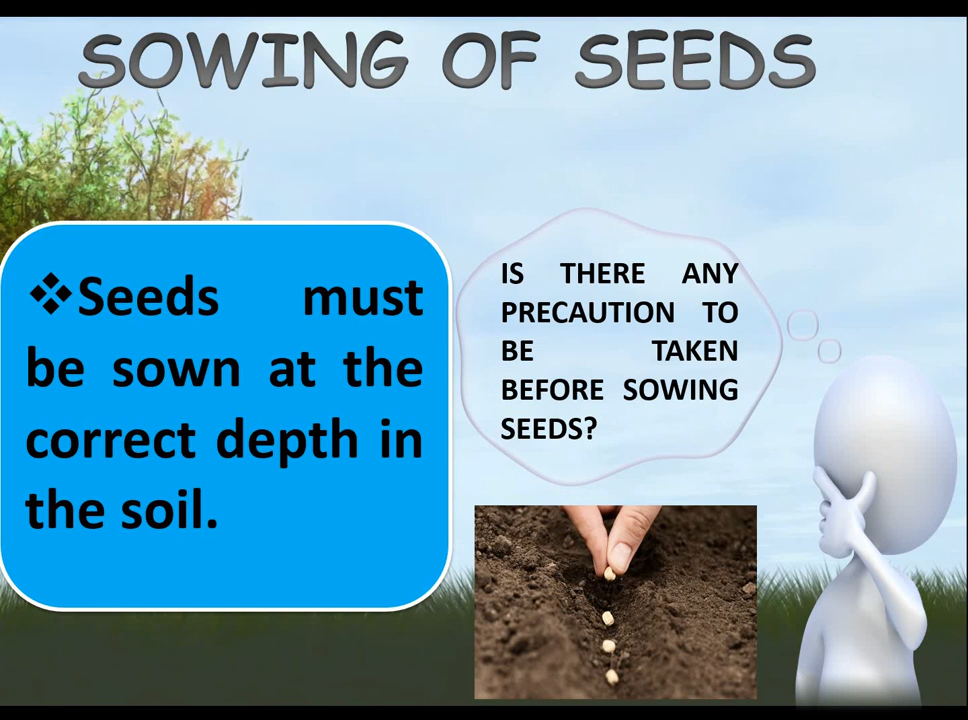 SOWING OF SEEDS
❖Seeds must
be sown at the
correct depth in
the soil.
IS THERE ANY
PRECAUTION TO
BE TAKEN
BEFORE SOWING
SEEDS?